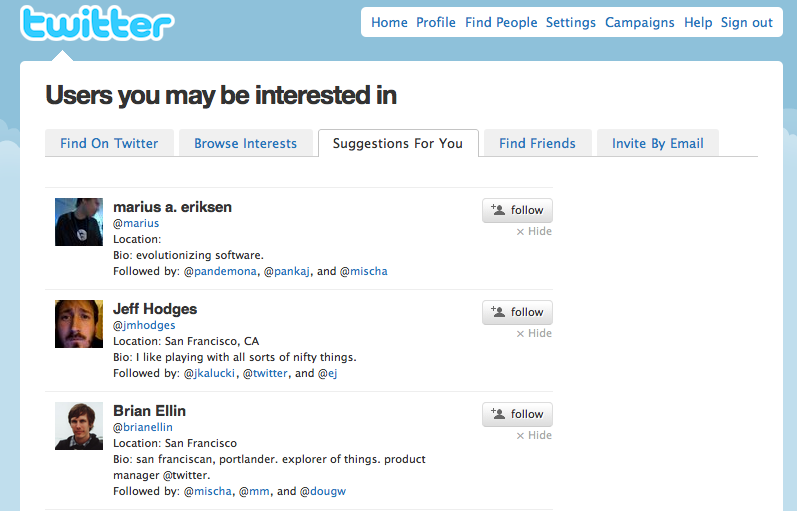 twitter
Home Profile Find People Settings Campaigns Help Sign out
Users you may be interested in
Find On Twitter Browse Interests Suggestions For You Find Friends Invite By Email
marius a. eriksen
follow
@marius
× Hide
Location:
Bio: evolutionizing software.
Followed by: @pandemona, @pankaj, and @mischa
Jeff Hodges
follow
@jmhodges
× Hide
Location: San Francisco, CA
Bio: I like playing with all sorts of nifty things.
Followed by: @jkalucki, @twitter, and @ej
Brian Ellin
follow
@brianellin
× Hide
Location: San Francisco
Bio: san franciscan, portlander. explorer of things. product
manager @twitter.
Followed by: @mischa, @mm, and @dougw